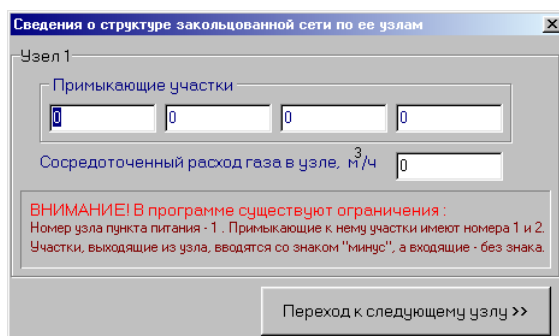 Сведения о структуре закольцованной сети по ее узлам
Узел 1
Примыкающие участки
0 0 0 0
Сосредоточенный расход газа в узле, м³/ч 0
ВНИМАНИЕ! В программе существуют ограничения :
Номер узла пункта питания - 1 . Примыкающие к нему участки имеют номера 1 и 2.
Участки, выходящие из узла, вводятся со знаком "минус", а входящие - без знака.
Переход к следующему узлу >>